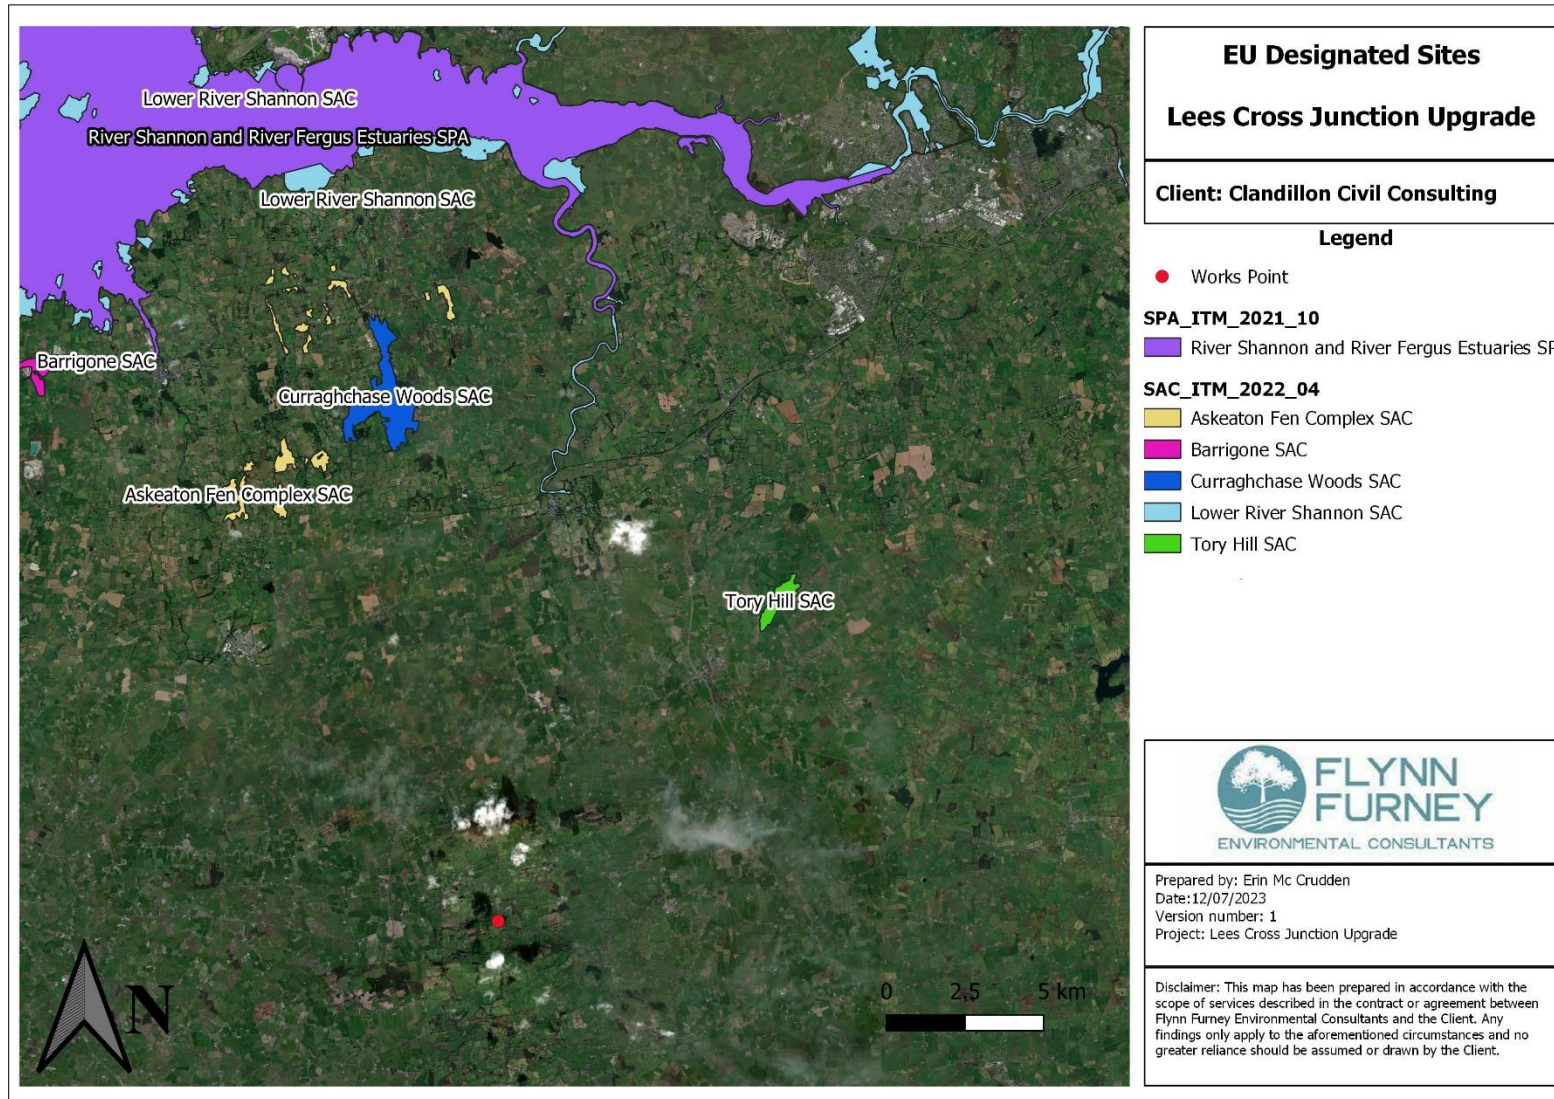 EU Designated Sites
Lees Cross Junction Upgrade
Client: Clandillon Civil Consulting
Legend
Works Point
SPA_ITM_2021_10
River Shannon and River Fergus Estuaries SP
SAC_ITM_2022_04
Askeaton Fen Complex SAC
Barrigone SAC
Curraghchase Woods SAC
Lower River Shannon SAC
Tory Hill SAC
Lower River Shannon SAC
River Shannon and River Fergus Estuaries SPA
Lower River Shannon SAC
Barrigone SAC
Curraghchase Woods SAC
Askeaton Fen Complex SAC
Tory Hill SAC
N
0 2.5 5 km
FLYNN
FURNEY
ENVIRONMENTAL CONSULTANTS
Prepared by: Erin Mc Crudden
Date:12/07/2023
Version number: 1
Project: Lees Cross Junction Upgrade
Disclaimer: This map has been prepared in accordance with the
scope of services described in the contract or agreement between
Flynn Furney Environmental Consultants and the Client. Any
findings only apply to the aforementioned circumstances and no
greater reliance should be assumed or drawn by the Client.